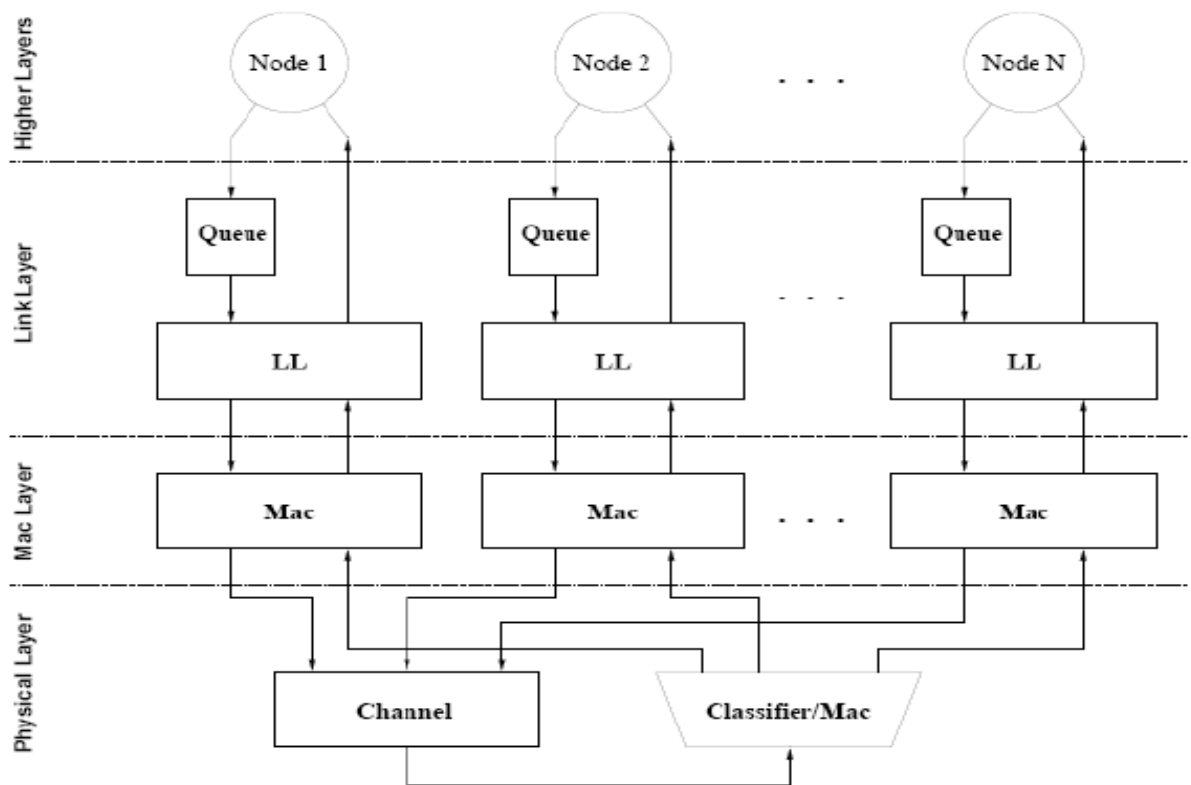 Higher Layers
Node 1
Node 2
. . .
Node N
Link Layer
Queue
Queue
Queue
. . .
LL
LL
LL
Mac Layer
Mac
Mac
. . .
Mac
Physical Layer
Channel
Classifier/Mac